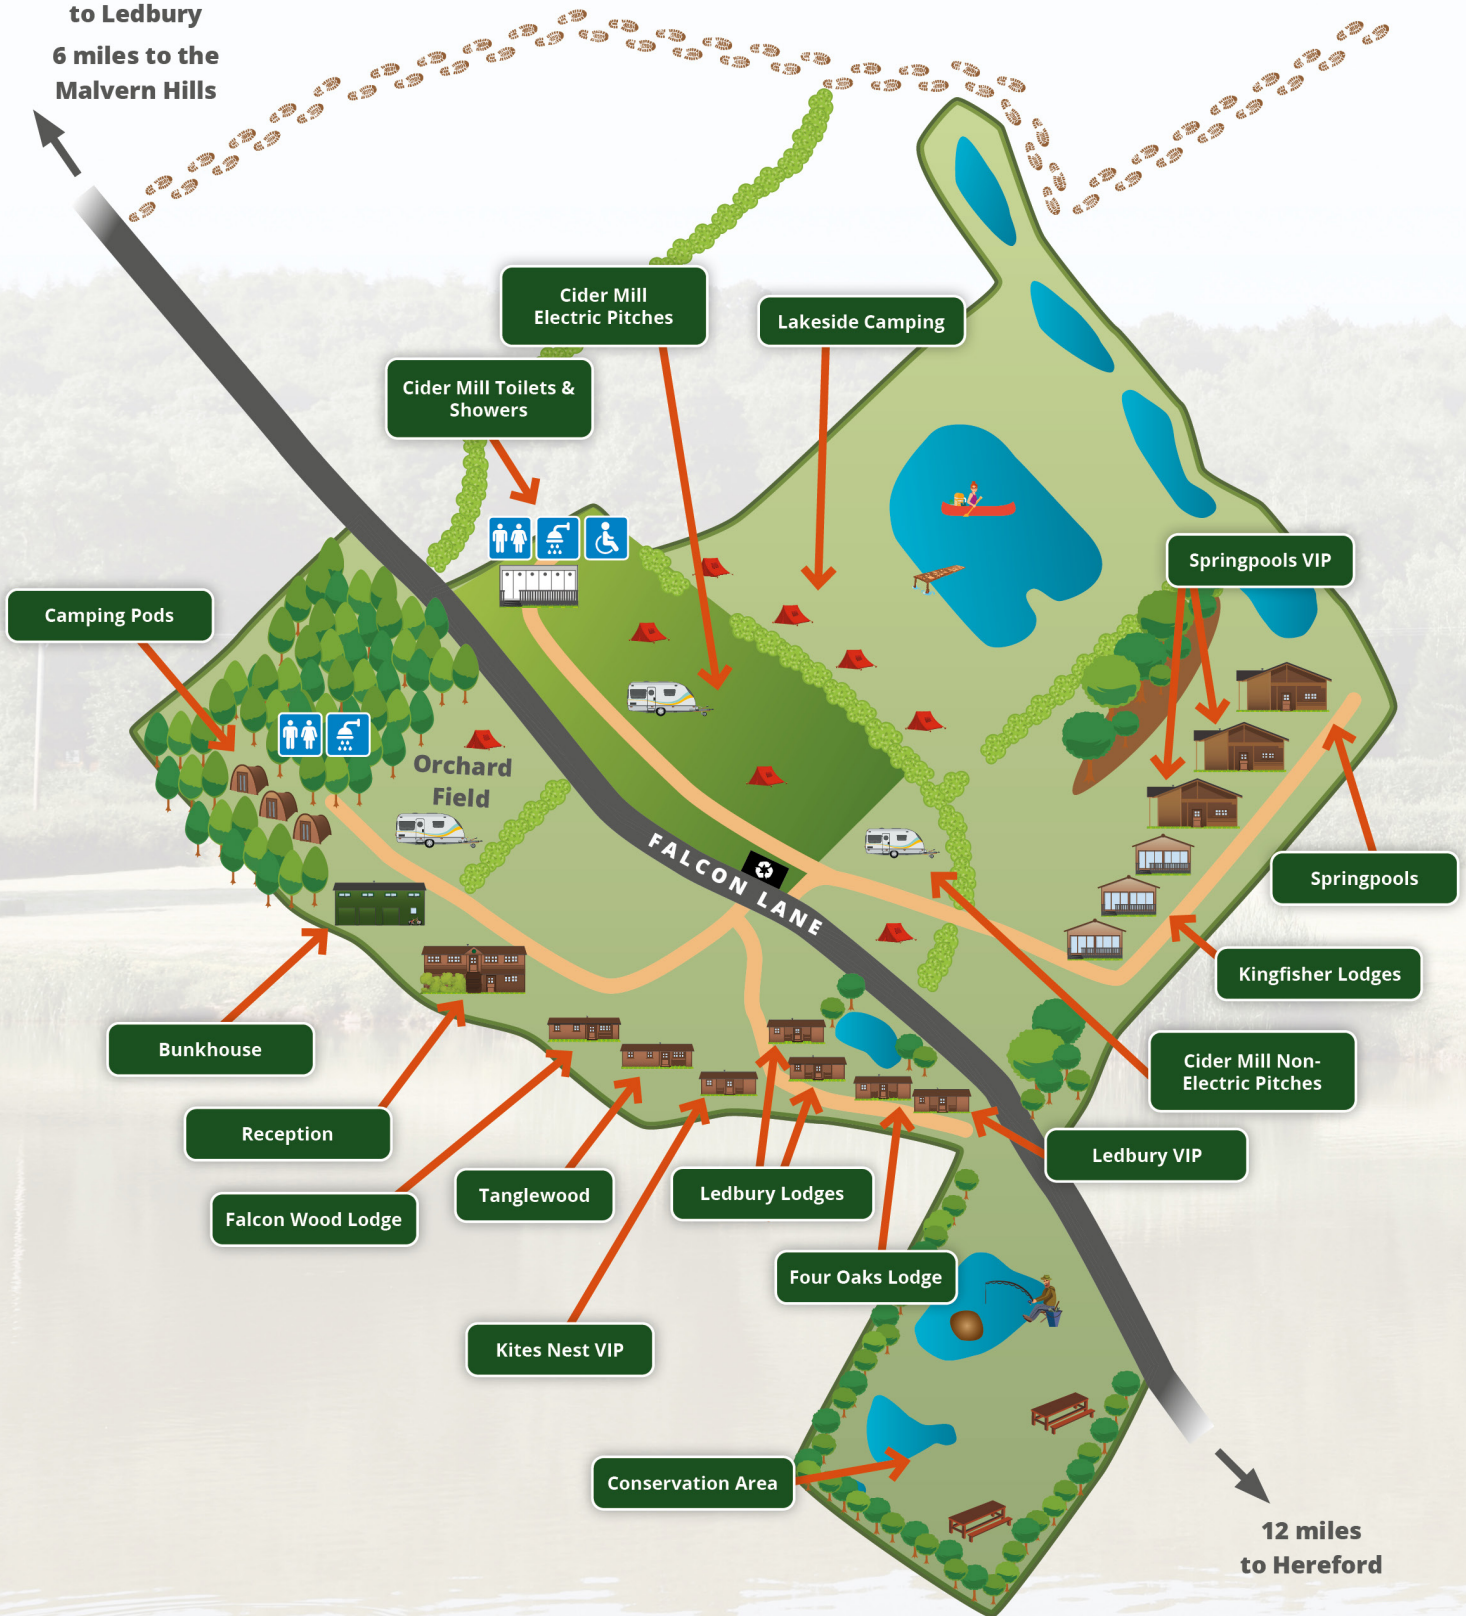 to Ledbury
6 miles to the
Malvern Hills
Cider Mill
Electric Pitches
Lakeside Camping
Cider Mill Toilets &
Showers
Springpools VIP
Camping Pods
Orchard
Field
FALCON LANE
Springpools
Kingfisher Lodges
Bunkhouse
Cider Mill Non-
Electric Pitches
Reception
Ledbury VIP
Tanglewood
Ledbury Lodges
Falcon Wood Lodge
Four Oaks Lodge
Kites Nest VIP
Conservation Area
12 miles
to Hereford